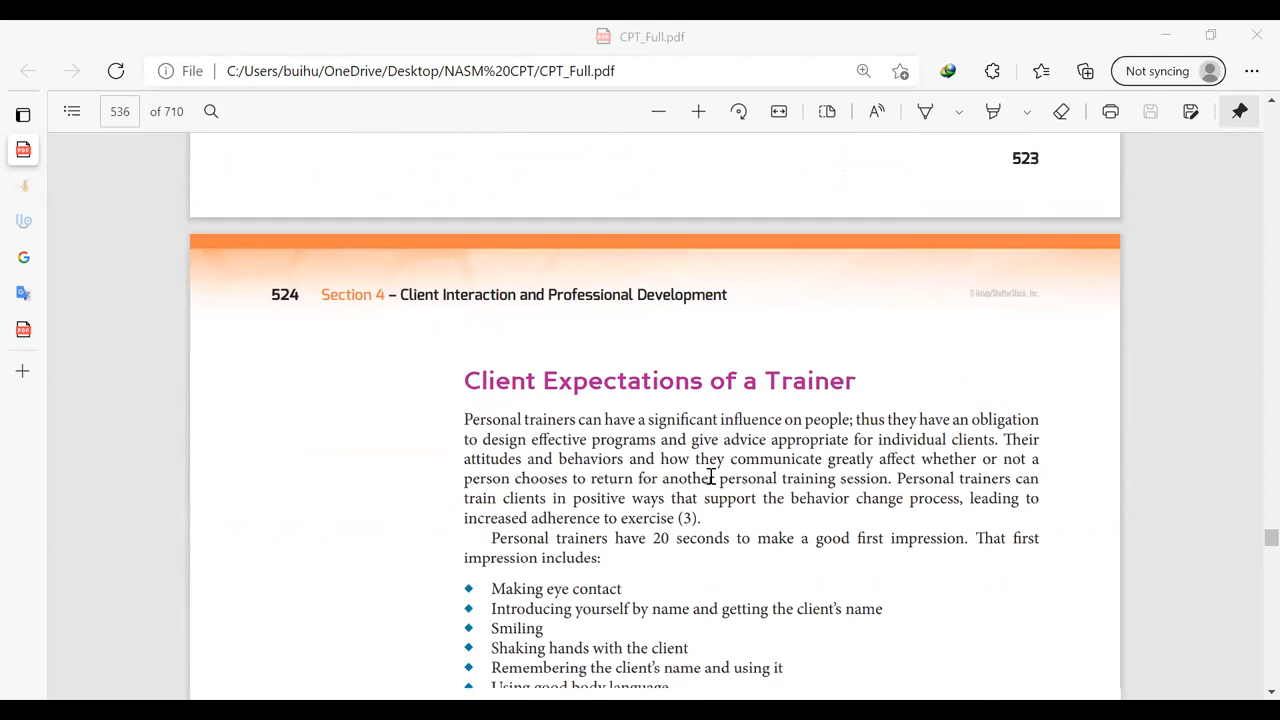 CPT_Full.pdf
File C:/Users/buihu/OneDrive/Desktop/NASM%20CPT/CPT_Full.pdf Not syncing
536 of 710
523
524 Section 4 – Client Interaction and Professional Development
Client Expectations of a Trainer
Personal trainers can have a significant influence on people; thus they have an obligation
to design effective programs and give advice appropriate for individual clients. Their
attitudes and behaviors and how they communicate greatly affect whether or not a
person chooses to return for another personal training session. Personal trainers can
train clients in positive ways that support the behavior change process, leading to
increased adherence to exercise (3).
Personal trainers have 20 seconds to make a good first impression. That first
impression includes:
Making eye contact
Introducing yourself by name and getting the client's name
Smiling
Shaking hands with the client
Remembering the client's name and using it
Using good body language